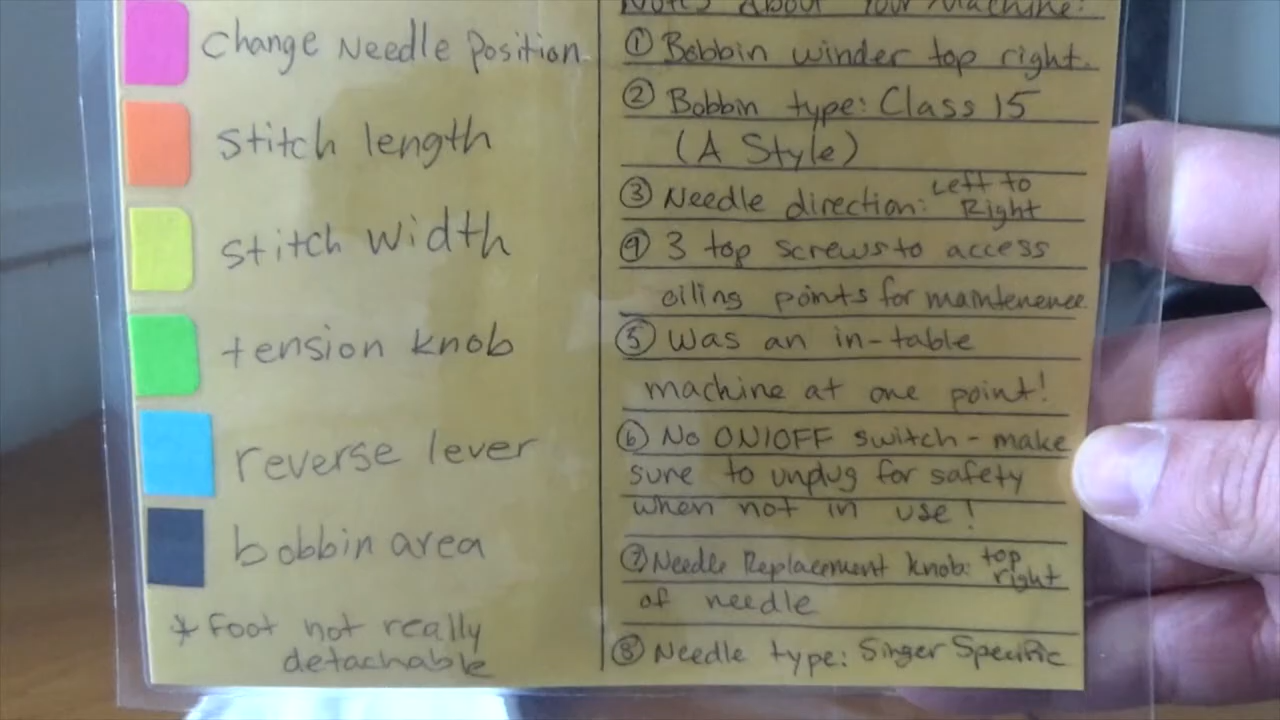 Change Needle Position
Stitch length
Stitch width
tension knob
reverse lever
bobbin area
* Foot not really
detachable
Notes About Your Machine:
① Bobbin winder top right.
② Bobbin type: Class 15
(A Style)
③ Needle direction: Left to
Right
④ 3 top screws to access
oiling points for maintenence
⑤ Was an in-table
machine at one point!
⑥ No ON/OFF switch - make
sure to unplug for safety
when not in use!
⑦ Needle Replacement knob: top
right
of needle
⑧ Needle type: Singer Specific